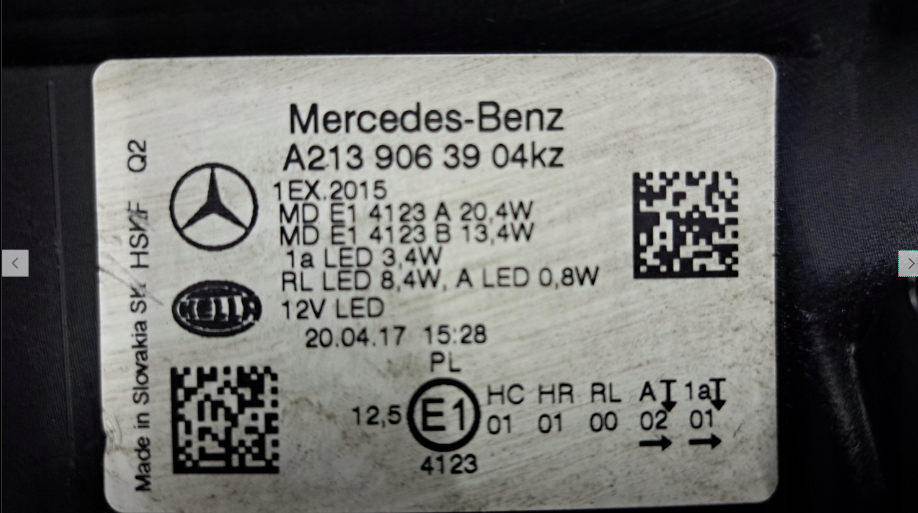 Mercedes-Benz
A213 906 39 04kz
1EX.2015
MD E1 4123 A 20,4W
MD E1 4123 B 13,4W
1a LED 3,4W
RL LED 8,4W, A LED 0,8W
12V LED
20.04.17 15:28
PL
HC HR RL A 1a
12,5 E1 01 01 00 02 01
4123
HELLA
Made in Slovakia Q2